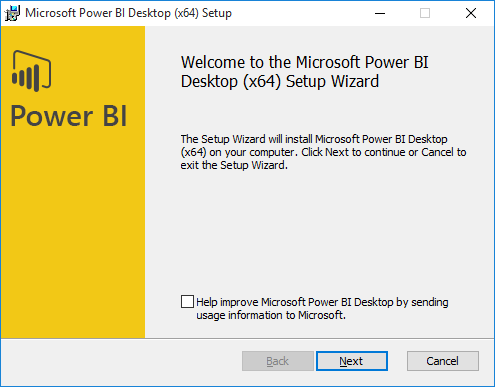 Microsoft Power BI Desktop (x64) Setup
Power BI
Welcome to the Microsoft Power BI
Desktop (x64) Setup Wizard
The Setup Wizard will install Microsoft Power BI Desktop
(x64) on your computer. Click Next to continue or Cancel to
exit the Setup Wizard.
Help improve Microsoft Power BI Desktop by sending
usage information to Microsoft.
Back Next Cancel